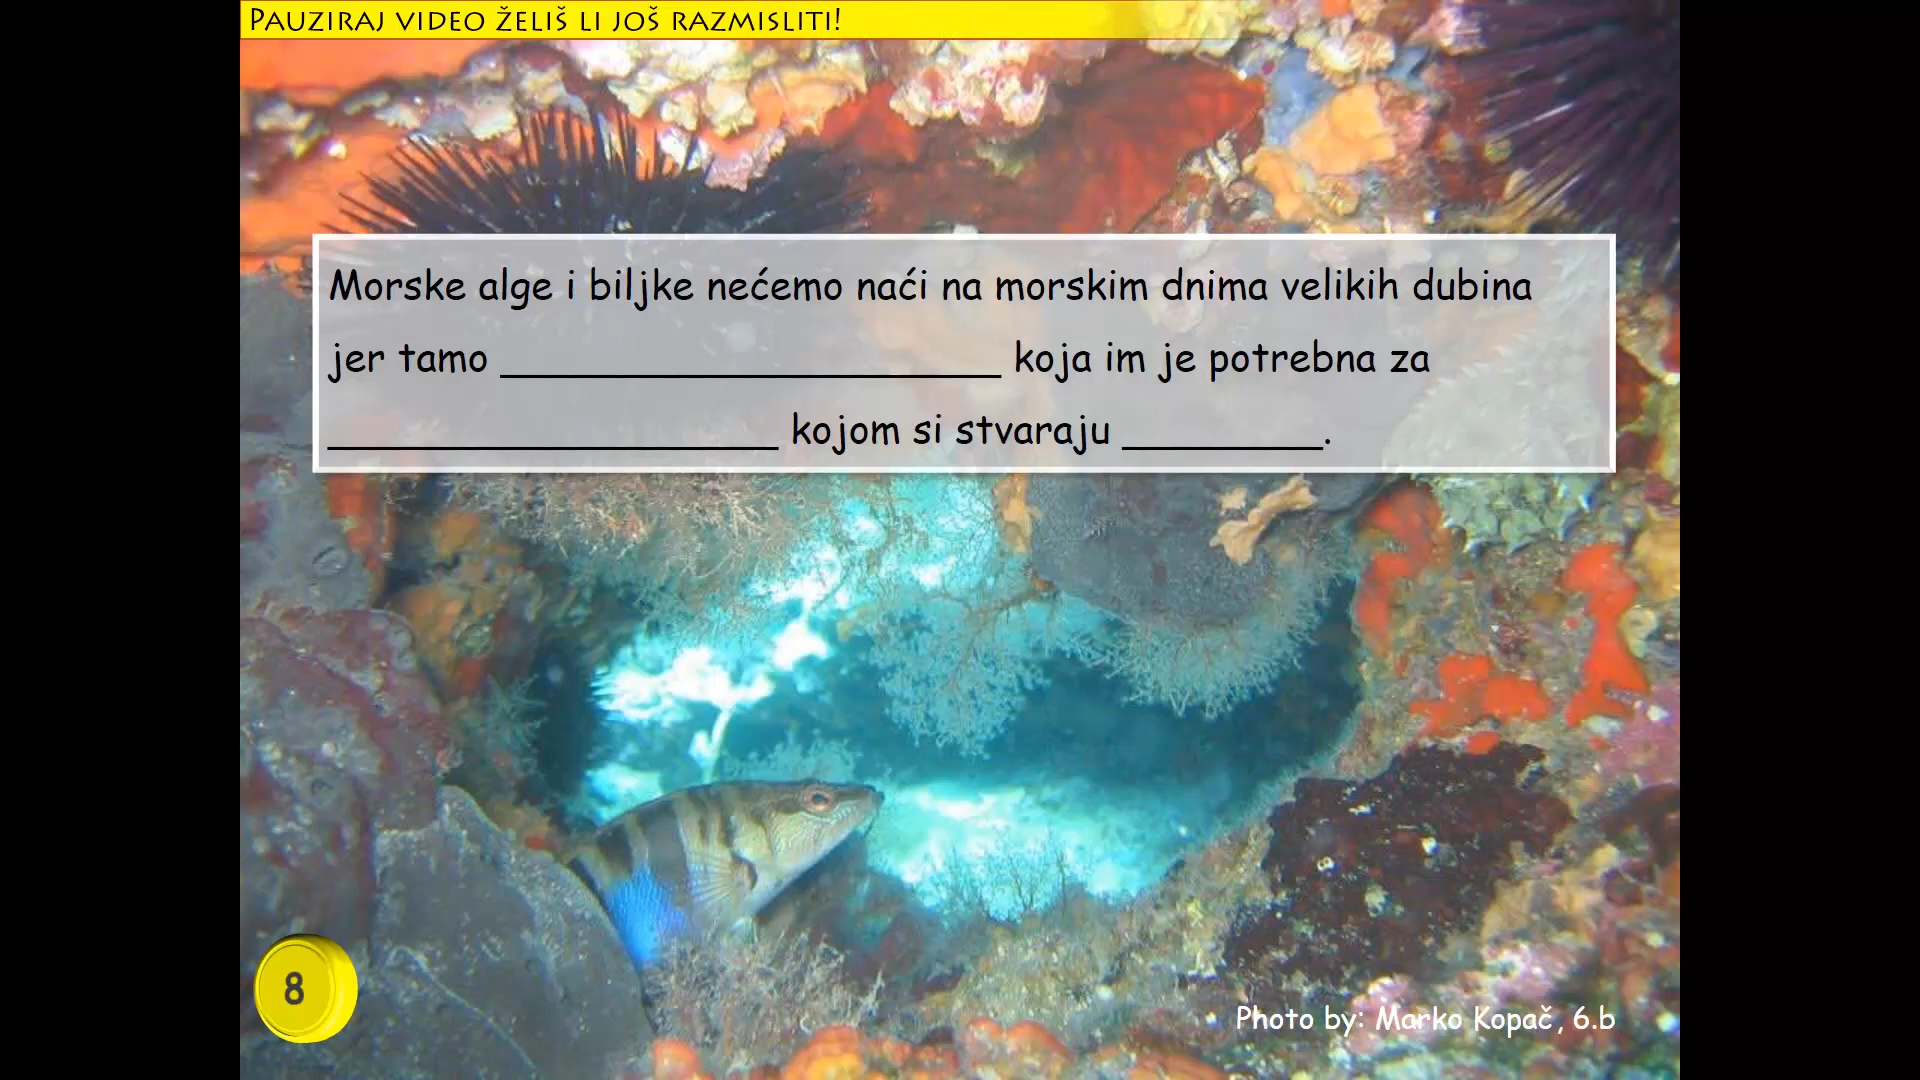 PAUZIRAJ VIDEO ŽELIŠ LI JOŠ RAZMISLITI!
Morske alge i biljke nećemo naći na morskim dnima velikih dubina
jer tamo ____________________ koja im je potrebna za
__________________ kojom si stvaraju ________.
8
Photo by: Marko Kopač, 6.b